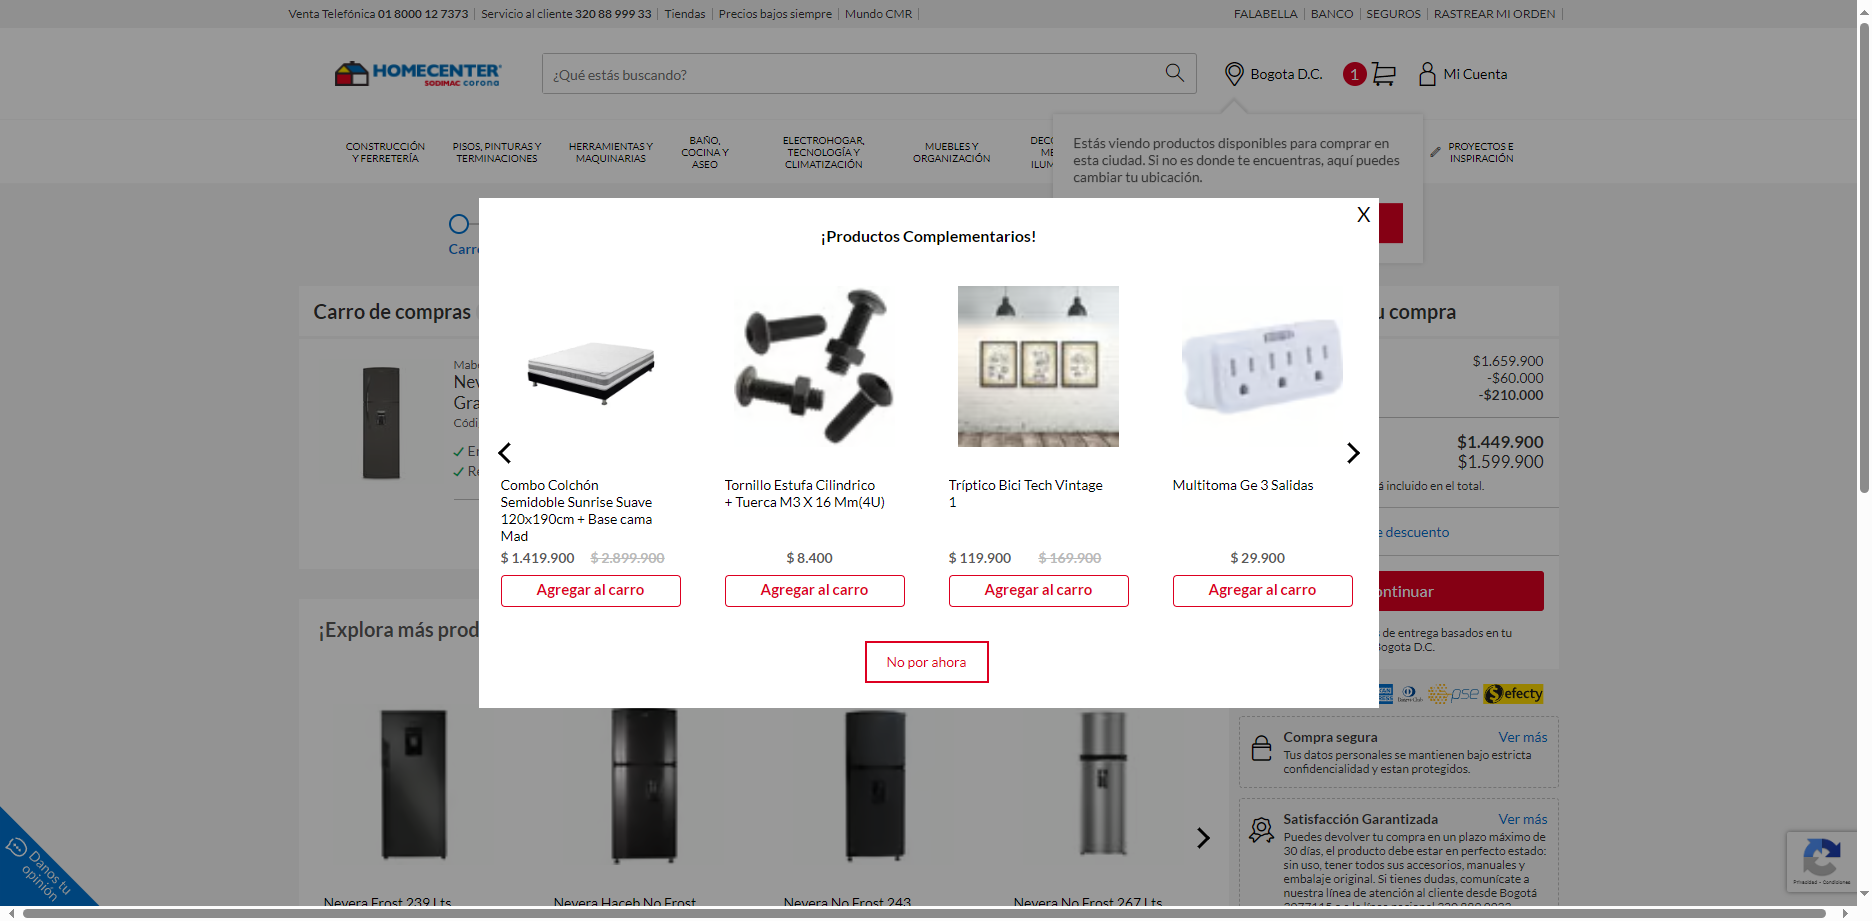 Venta Telefónica 01 8000 12 7373
Servicio al cliente 320 88 999 33
Tiendas
Precios bajos siempre
Mundo CMR
FALABELLA
BANCO
SEGUROS
RASTREAR MI ORDEN
HOMECENTER
SODIMAC corona
¿Qué estás buscando?
Bogota D.C.
1
Mi Cuenta
CONSTRUCCIÓN
Y FERRETERÍA
PISOS, PINTURAS Y
TERMINACIONES
HERRAMIENTAS Y
MAQUINARIAS
BAÑO,
COCINA Y
ASEO
ELECTROHOGAR,
TECNOLOGÍA Y
CLIMATIZACIÓN
MUEBLES Y
ORGANIZACIÓN
PROYECTOS E
INSPIRACIÓN
Estás viendo productos disponibles para comprar en
esta ciudad. Si no es donde te encuentras, aquí puedes
cambiar tu ubicación.
X
¡Productos Complementarios!
Combo Colchón
Semidoble Sunrise Suave
120x190cm + Base cama
Mad
$ 1.419.900 $ 2.899.900
Agregar al carro
Tornillo Estufa Cilindrico
+ Tuerca M3 X 16 Mm(4U)
$ 8.400
Agregar al carro
Tríptico Bici Tech Vintage
1
$ 119.900 $ 169.900
Agregar al carro
Multitoma Ge 3 Salidas
$ 29.900
Agregar al carro
No por ahora
Carro de compras
u compra
$1.659.900
-$60.000
-$210.000
$1.449.900
$1.599.900
incluido en el total.
e descuento
ontinuar
de entrega basados en tu
Bogota D.C.
pse
efecty
¡Explora más prod
Nevera Frost 239 Lts
Nevera Haceb No Frost
Nevera No Frost 243
Nevera No Frost 267 Lts
Compra segura
Ver más
Tus datos personales se mantienen bajo estricta
confidencialidad y estan protegidos.
Satisfacción Garantizada
Ver más
Puedes devolver tu compra en un plazo máximo de
30 días, el producto debe estar en perfecto estado:
sin uso, tener todos sus accesorios, manuales y
embalaje original. Si tienes dudas, comunícate a
nuestra línea de atención al cliente desde Bogotá
Danos tu
opinión
Privacidad - Condiciones